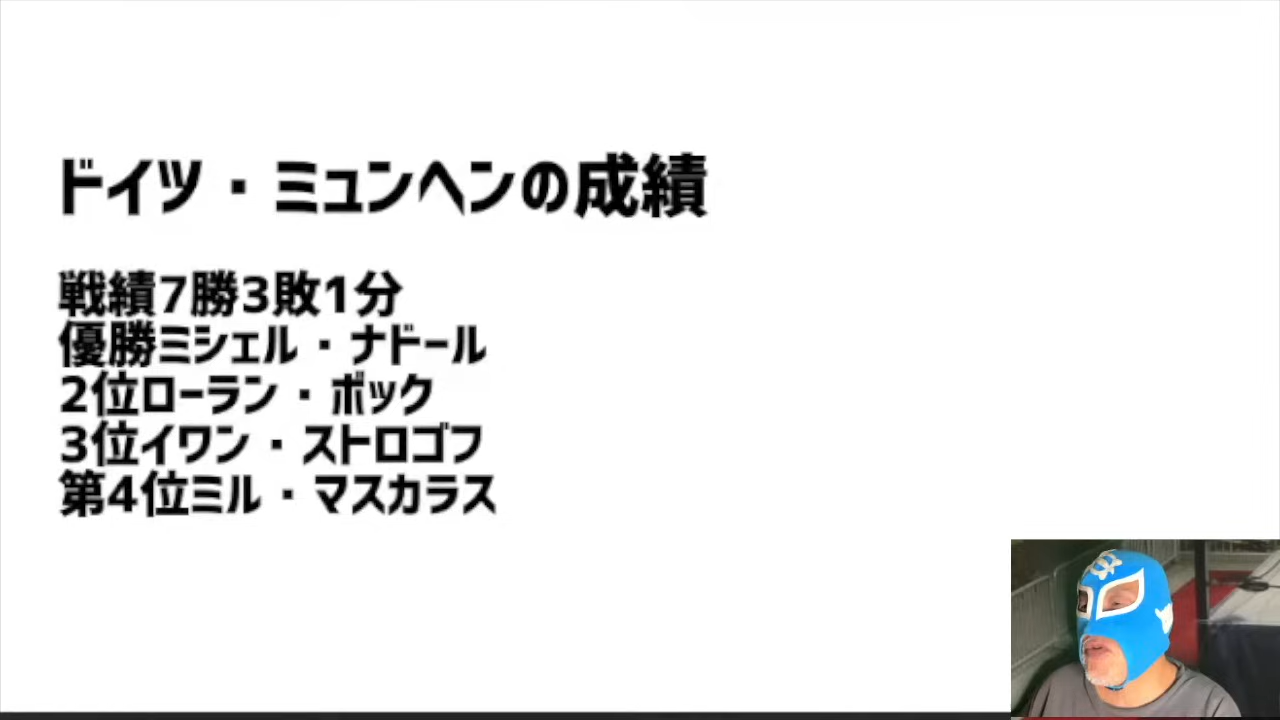 ドイツ・ミュンヘンの成績
戦績7勝3敗1分
優勝ミシェル・ナドール
2位ローラン・ボック
3位イワン・ストロゴフ
第4位ミル・マスカラス